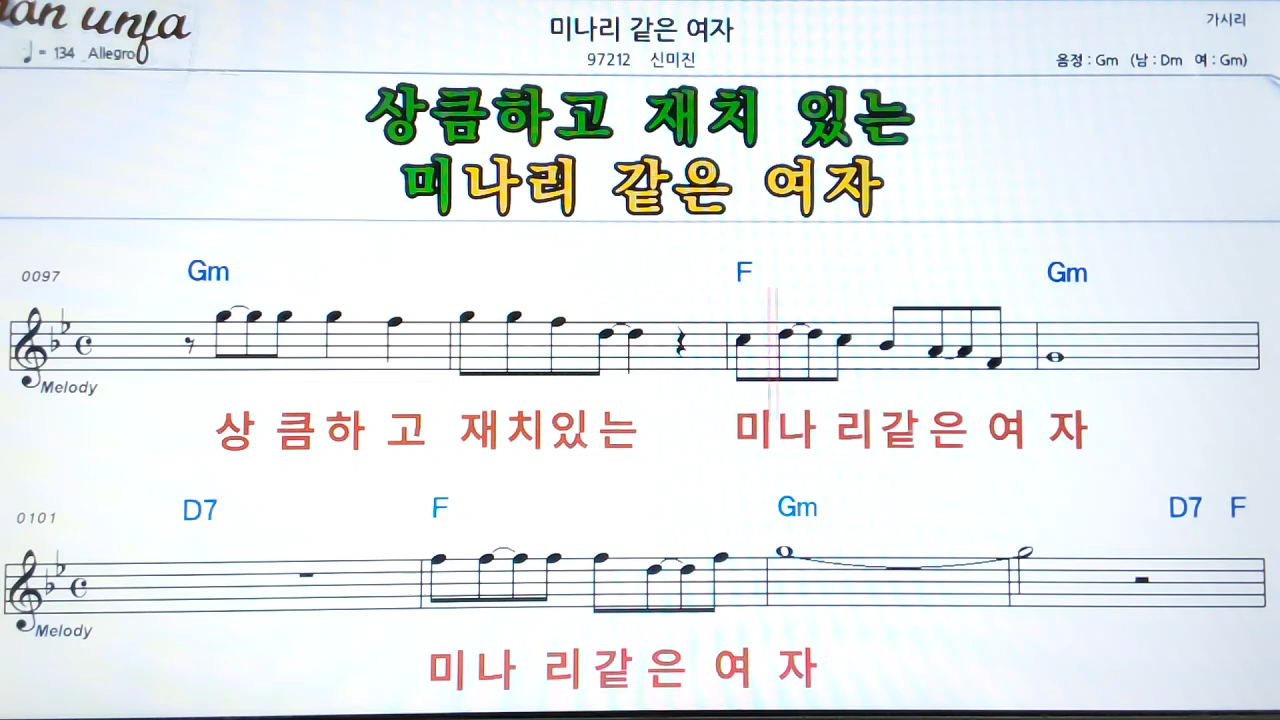 미나리 같은 여자
가시리
♩= 134 Allegro
97212 신미진
음정 : Gm (남 : Dm 여 : Gm)
상큼하고 재치 있는
미나리 같은 여자
0097 Gm F Gm
Melody
상 큼하 고 재치있는 미나 리같은 여 자
0101 D7 F Gm D7 F
Melody
미나 리같은 여 자